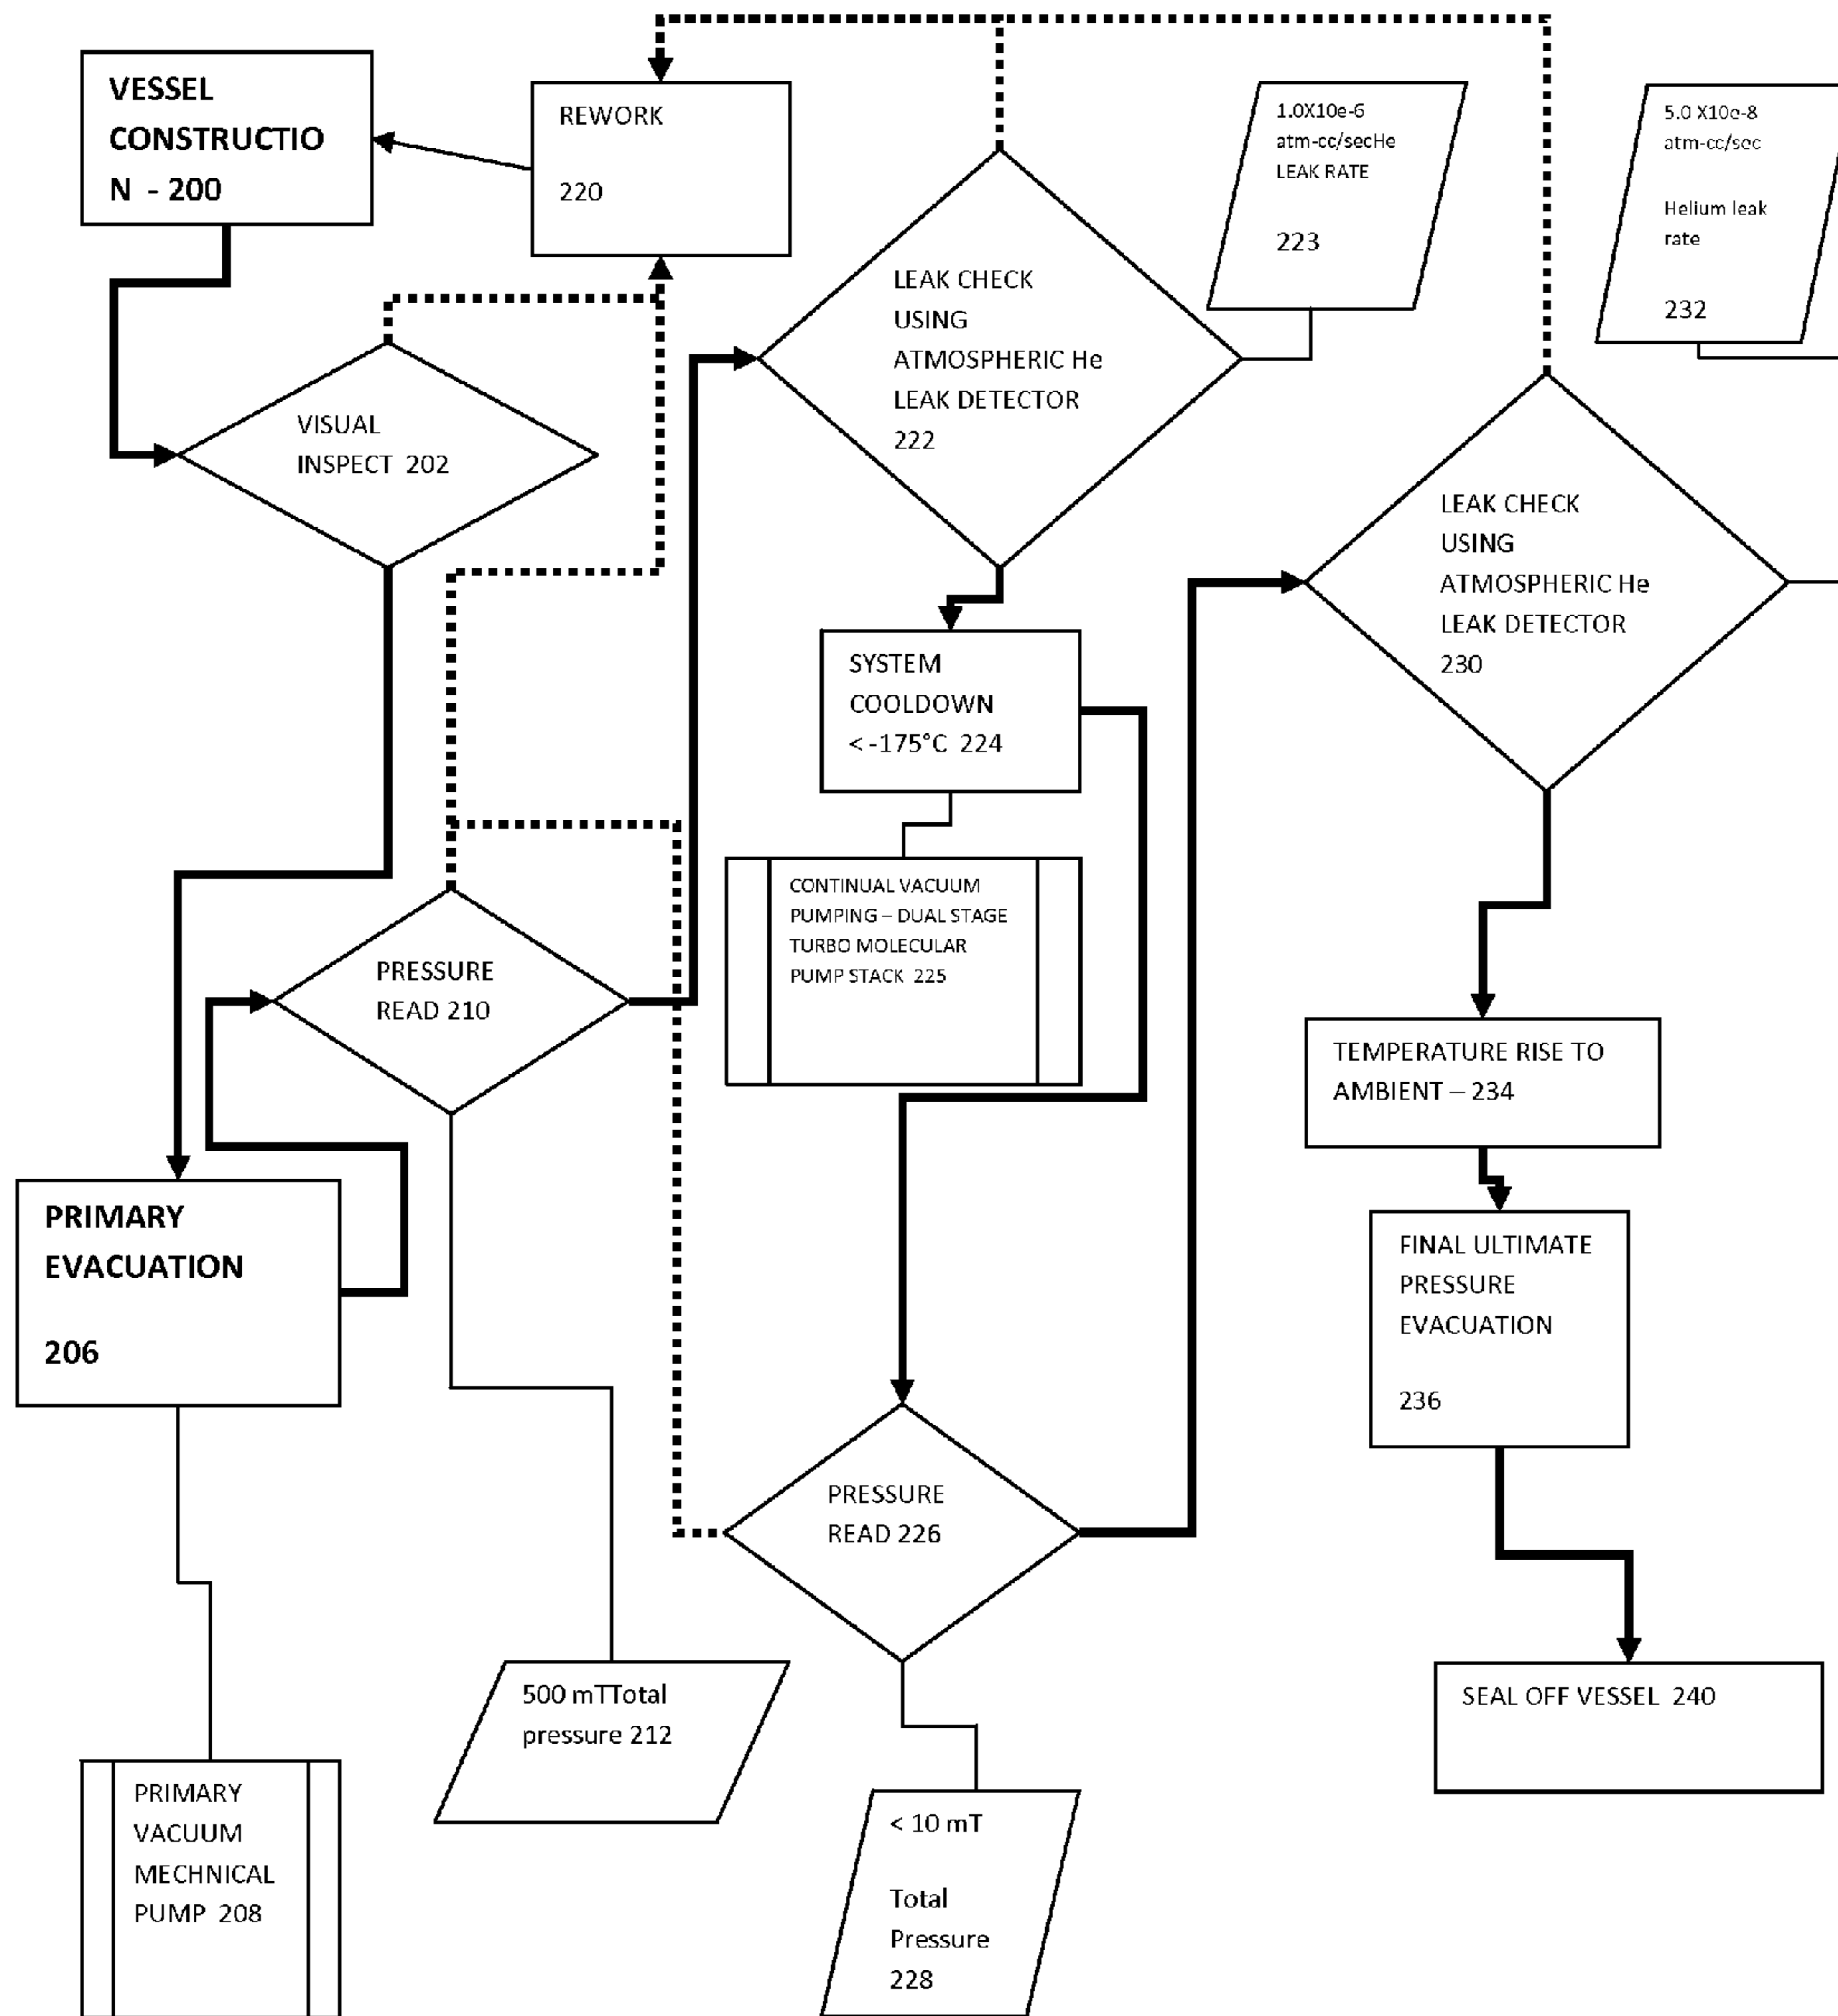 VESSEL
CONSTRUCTIO
N - 200
REWORK
220
VISUAL
INSPECT 202
LEAK CHECK
USING
ATMOSPHERIC He
LEAK DETECTOR
222
1.0X10e-6
atm-cc/secHe
LEAK RATE
223
5.0 X10e-8
atm-cc/sec
Helium leak
rate
232
LEAK CHECK
USING
ATMOSPHERIC He
LEAK DETECTOR
230
SYSTEM
COOLDOWN
< -175°C 224
CONTINUAL VACUUM
PUMPING – DUAL STAGE
TURBO MOLECULAR
PUMP STACK 225
PRESSURE
READ 210
PRIMARY
EVACUATION
206
TEMPERATURE RISE TO
AMBIENT – 234
FINAL ULTIMATE
PRESSURE
EVACUATION
236
PRESSURE
READ 226
500 mTTotal
pressure 212
SEAL OFF VESSEL 240
PRIMARY
VACUUM
MECHNICAL
PUMP 208
< 10 mT
Total
Pressure
228